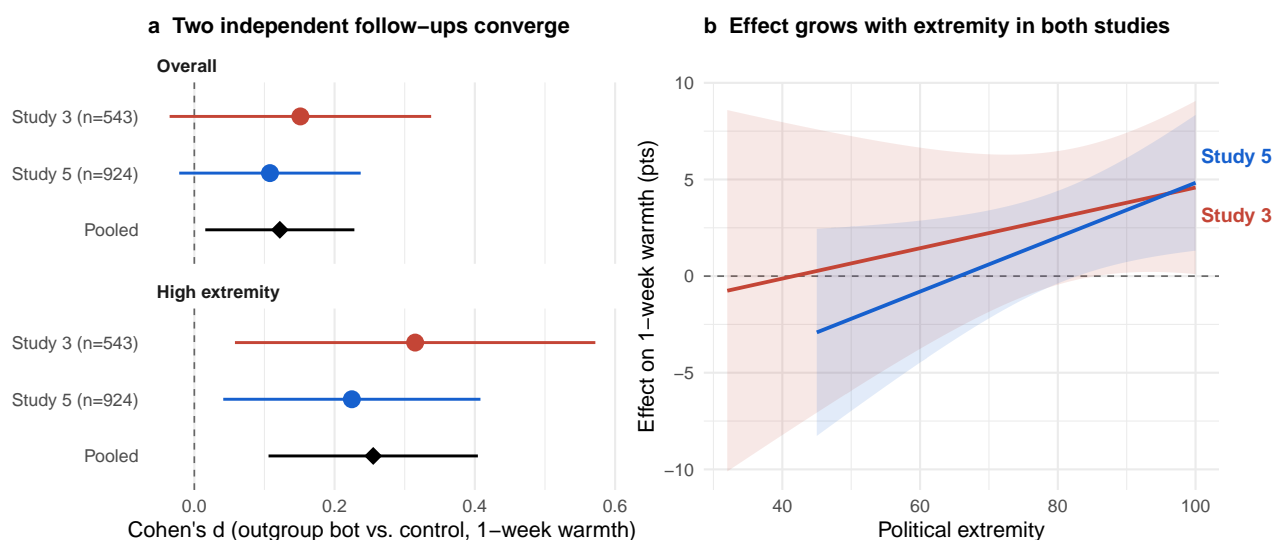 a Two independent follow−ups converge
Overall
Study 3 (n=543)
Study 5 (n=924)
Pooled
High extremity
Study 3 (n=543)
Study 5 (n=924)
Pooled
0.0 0.2 0.4 0.6
Cohen's d (outgroup bot vs. control, 1−week warmth)
b Effect grows with extremity in both studies
Effect on 1−week warmth (pts)
10
5
0
−5
−10
Study 5
Study 3
40 60 80 100
Political extremity